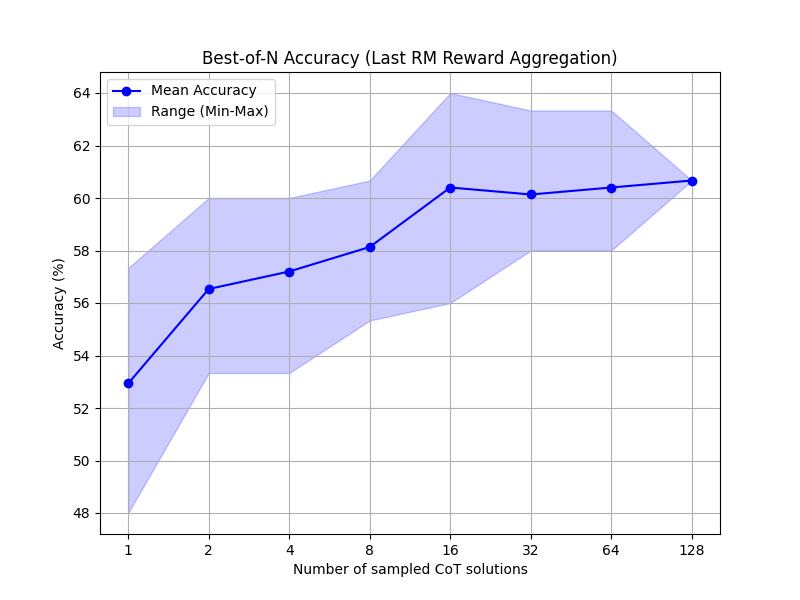 Best-of-N Accuracy (Last RM Reward Aggregation)
Mean Accuracy
Range (Min-Max)
Accuracy (%)
64
62
60
58
56
54
52
50
48
1 2 4 8 16 32 64 128
Number of sampled CoT solutions